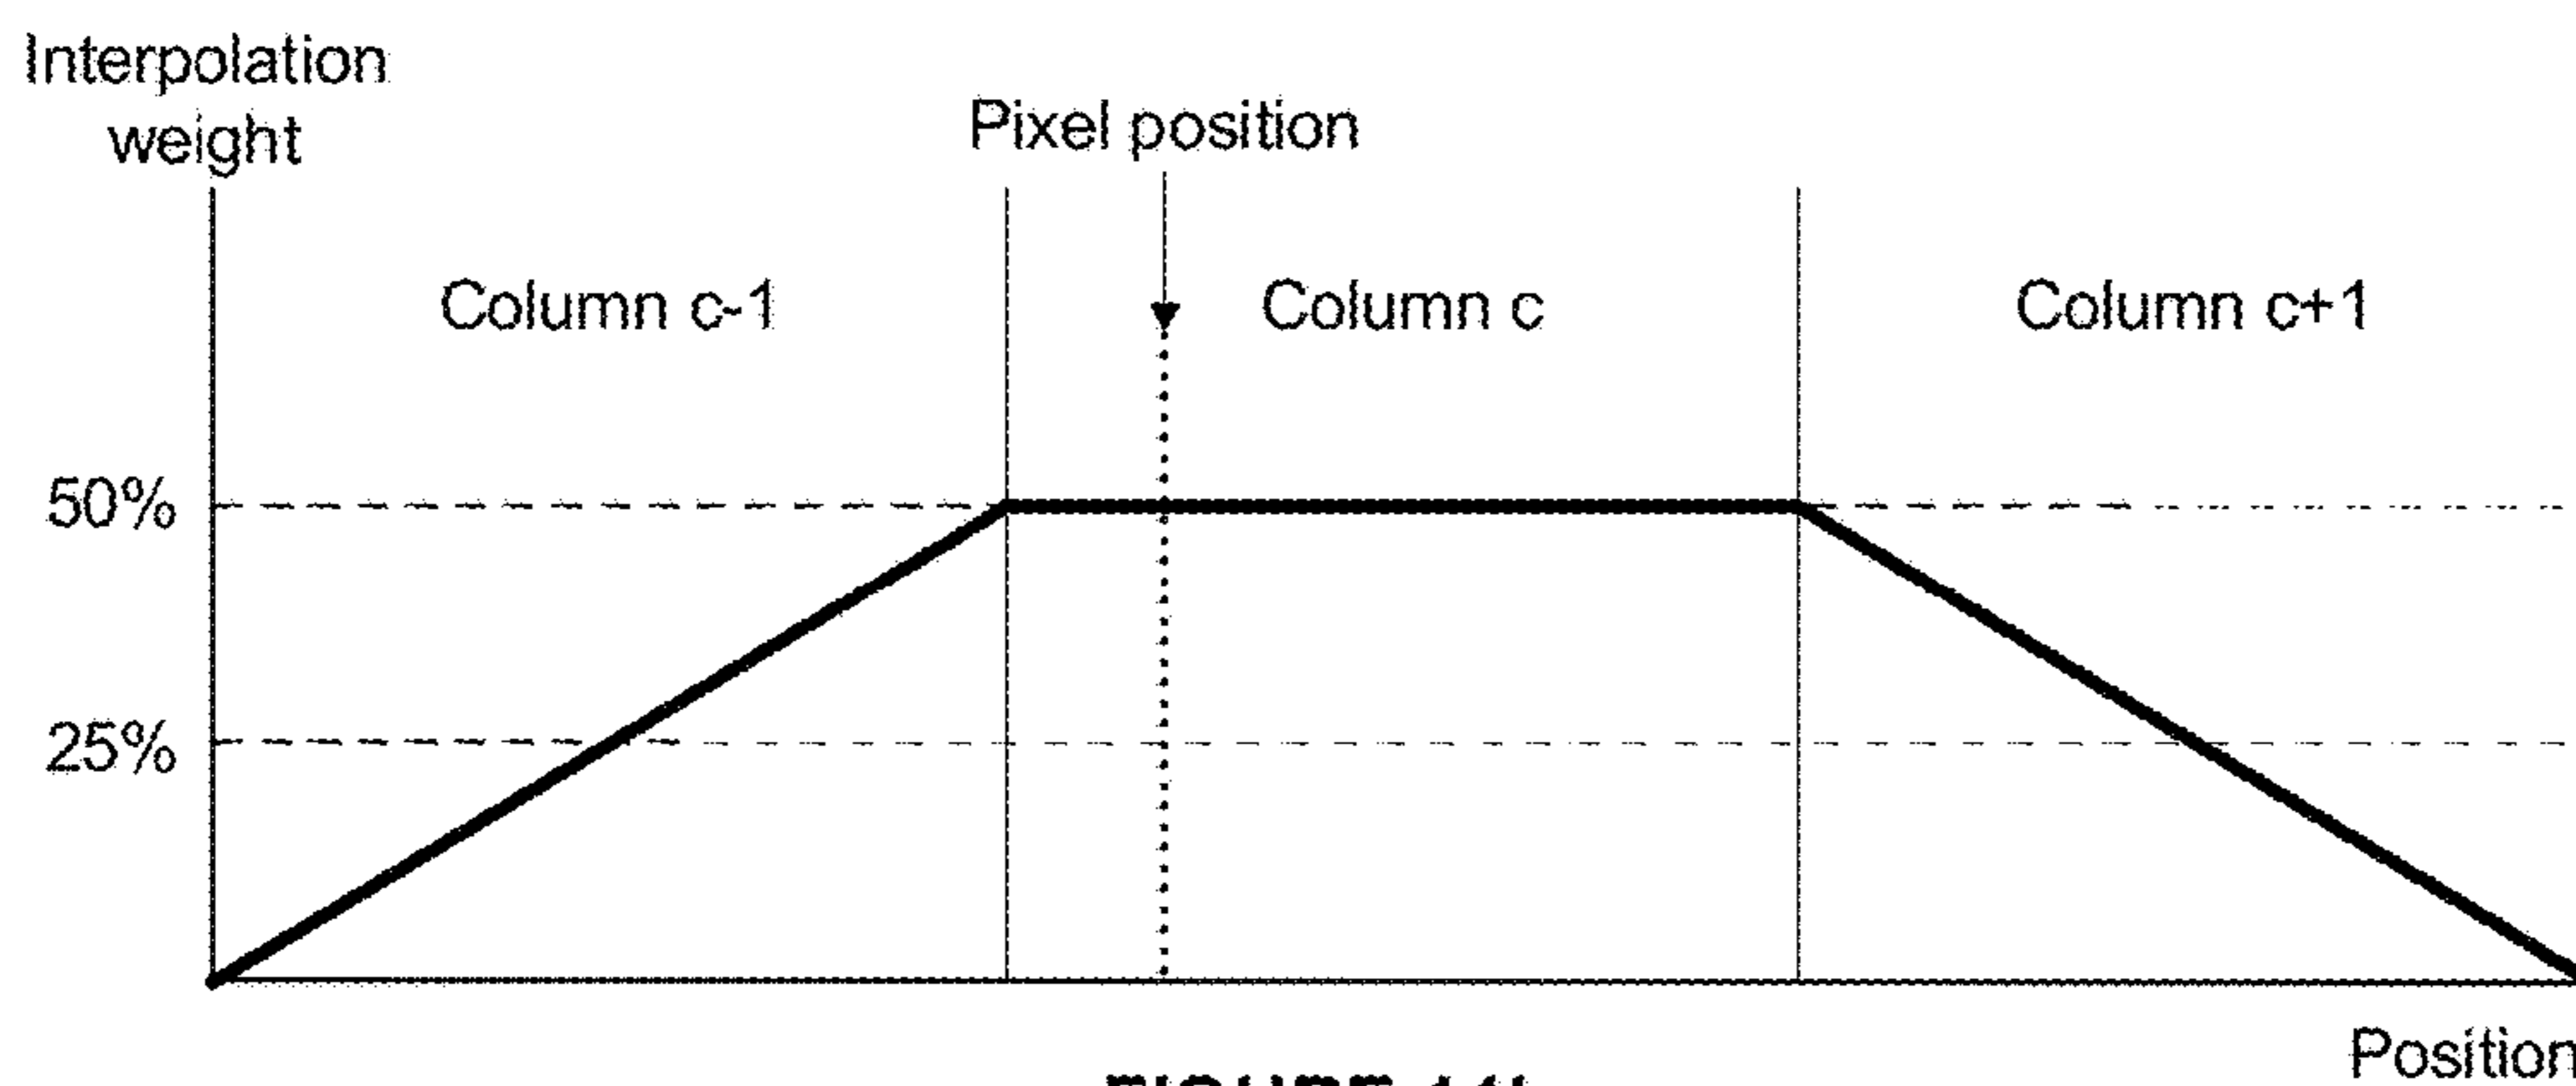 Interpolation
weight
Pixel position
Column c-1
Column c
Column c+1
50%
25%
Position